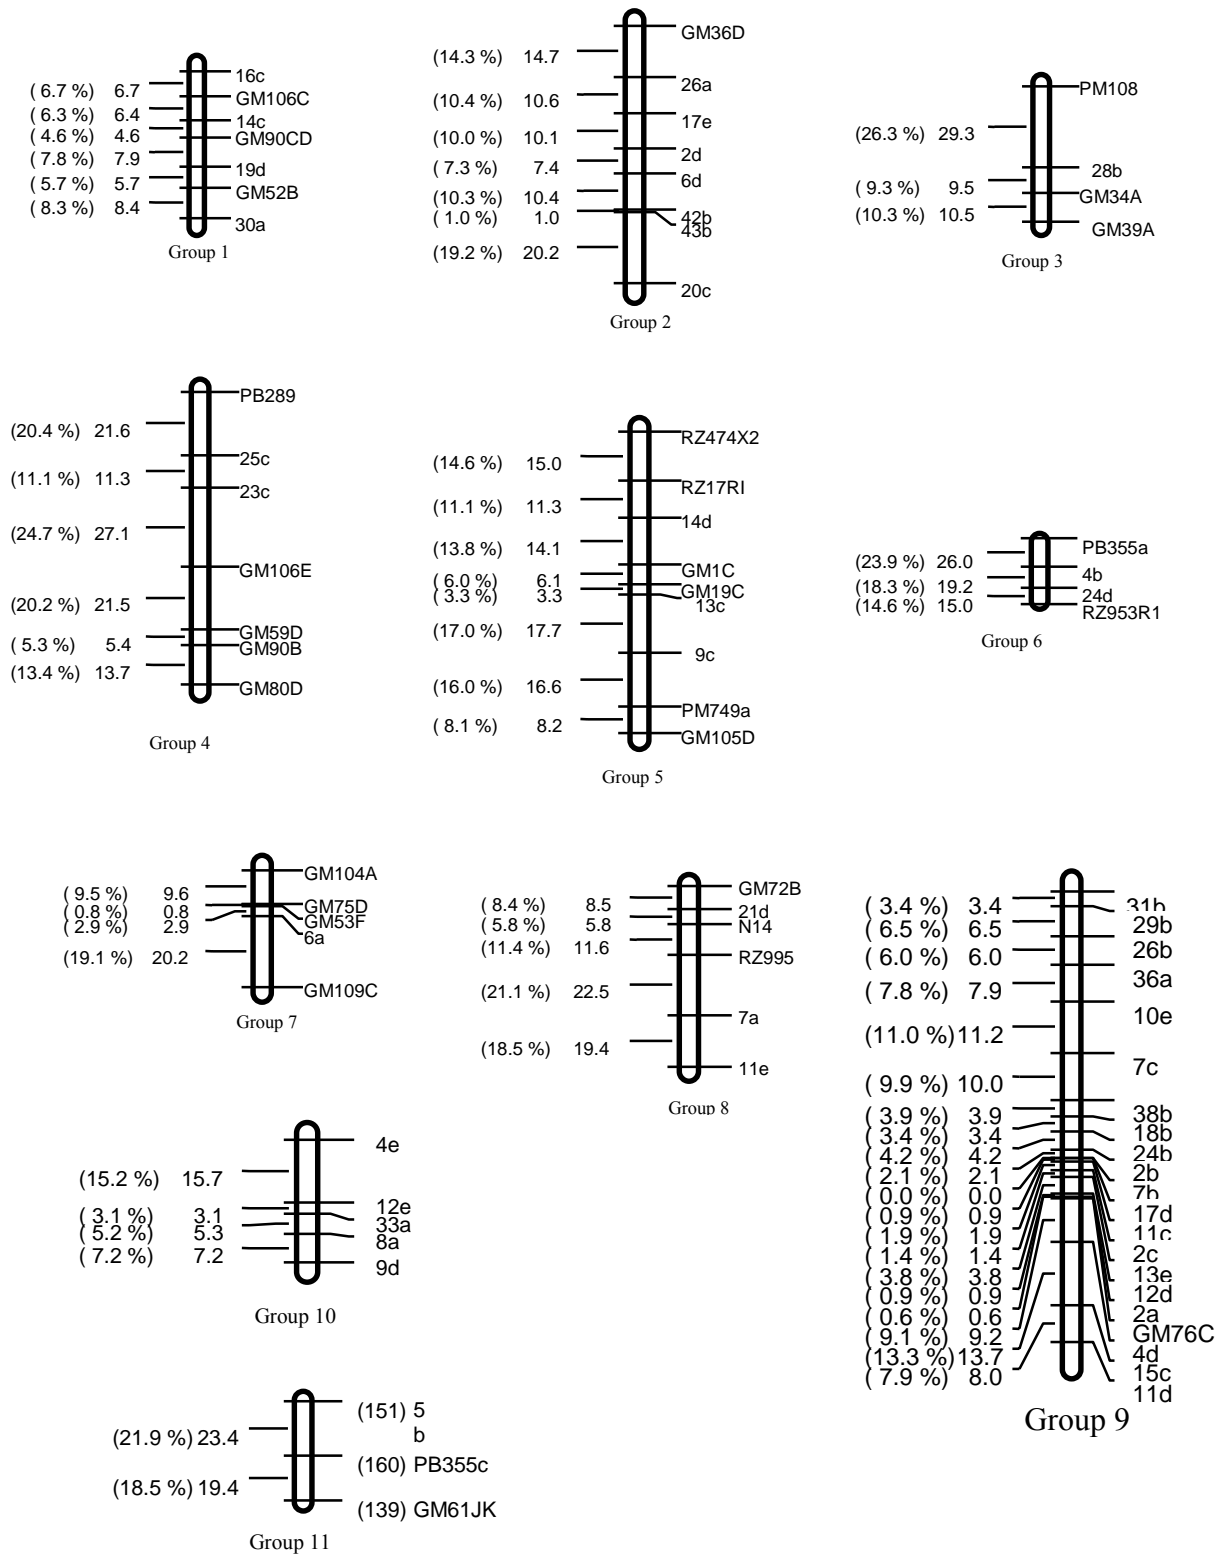 16c
( 6.7 %) 6.7
GM106C
( 6.3 %) 6.4
14c
( 4.6 %) 4.6
GM90CD
( 7.8 %) 7.9
19d
( 5.7 %) 5.7
GM52B
( 8.3 %) 8.4
30a
Group 1
GM36D
(14.3 %) 14.7
26a
(10.4 %) 10.6
17e
(10.0 %) 10.1
2d
( 7.3 %) 7.4
6d
(10.3 %) 10.4
42b
( 1.0 %) 1.0
43b
(19.2 %) 20.2
20c
Group 2
PM108
(26.3 %) 29.3
28b
( 9.3 %) 9.5
GM34A
(10.3 %) 10.5
GM39A
Group 3
PB289
(20.4 %) 21.6
25c
(11.1 %) 11.3
23c
(24.7 %) 27.1
GM106E
(20.2 %) 21.5
GM59D
( 5.3 %) 5.4
GM90B
(13.4 %) 13.7
GM80D
Group 4
RZ474X2
(14.6 %) 15.0
RZ17RI
(11.1 %) 11.3
14d
(13.8 %) 14.1
GM1C
( 6.0 %) 6.1
GM19C
( 3.3 %) 3.3
13c
(17.0 %) 17.7
9c
(16.0 %) 16.6
PM749a
( 8.1 %) 8.2
GM105D
Group 5
PB355a
(23.9 %) 26.0
4b
(18.3 %) 19.2
24d
(14.6 %) 15.0
RZ953R1
Group 6
GM104A
( 9.5 %) 9.6
GM75D
( 0.8 %) 0.8
GM53F
( 2.9 %) 2.9
6a
(19.1 %) 20.2
GM109C
Group 7
GM72B
( 8.4 %) 8.5
21d
( 5.8 %) 5.8
N14
(11.4 %) 11.6
RZ995
(21.1 %) 22.5
7a
(18.5 %) 19.4
11e
Group 8
31b
( 3.4 %) 3.4
29b
( 6.5 %) 6.5
26b
( 6.0 %) 6.0
36a
( 7.8 %) 7.9
10e
(11.0 %) 11.2
7c
( 9.9 %) 10.0
38b
( 3.9 %) 3.9
18b
( 3.4 %) 3.4
24b
( 4.2 %) 4.2
2b
( 2.1 %) 2.1
7b
( 0.0 %) 0.0
17d
( 0.9 %) 0.9
11c
( 1.9 %) 1.9
2c
( 1.4 %) 1.4
13e
( 3.8 %) 3.8
12d
( 0.9 %) 0.9
2a
( 0.6 %) 0.6
GM76C
( 9.1 %) 9.2
4d
(13.3 %) 13.7
15c
( 7.9 %) 8.0
11d
Group 9
4e
(15.2 %) 15.7
12e
( 3.1 %) 3.1
33a
( 5.2 %) 5.3
8a
( 7.2 %) 7.2
9d
Group 10
(151) 5
b
(21.9 %) 23.4
(160) PB355c
(18.5 %) 19.4
(139) GM61JK
Group 11